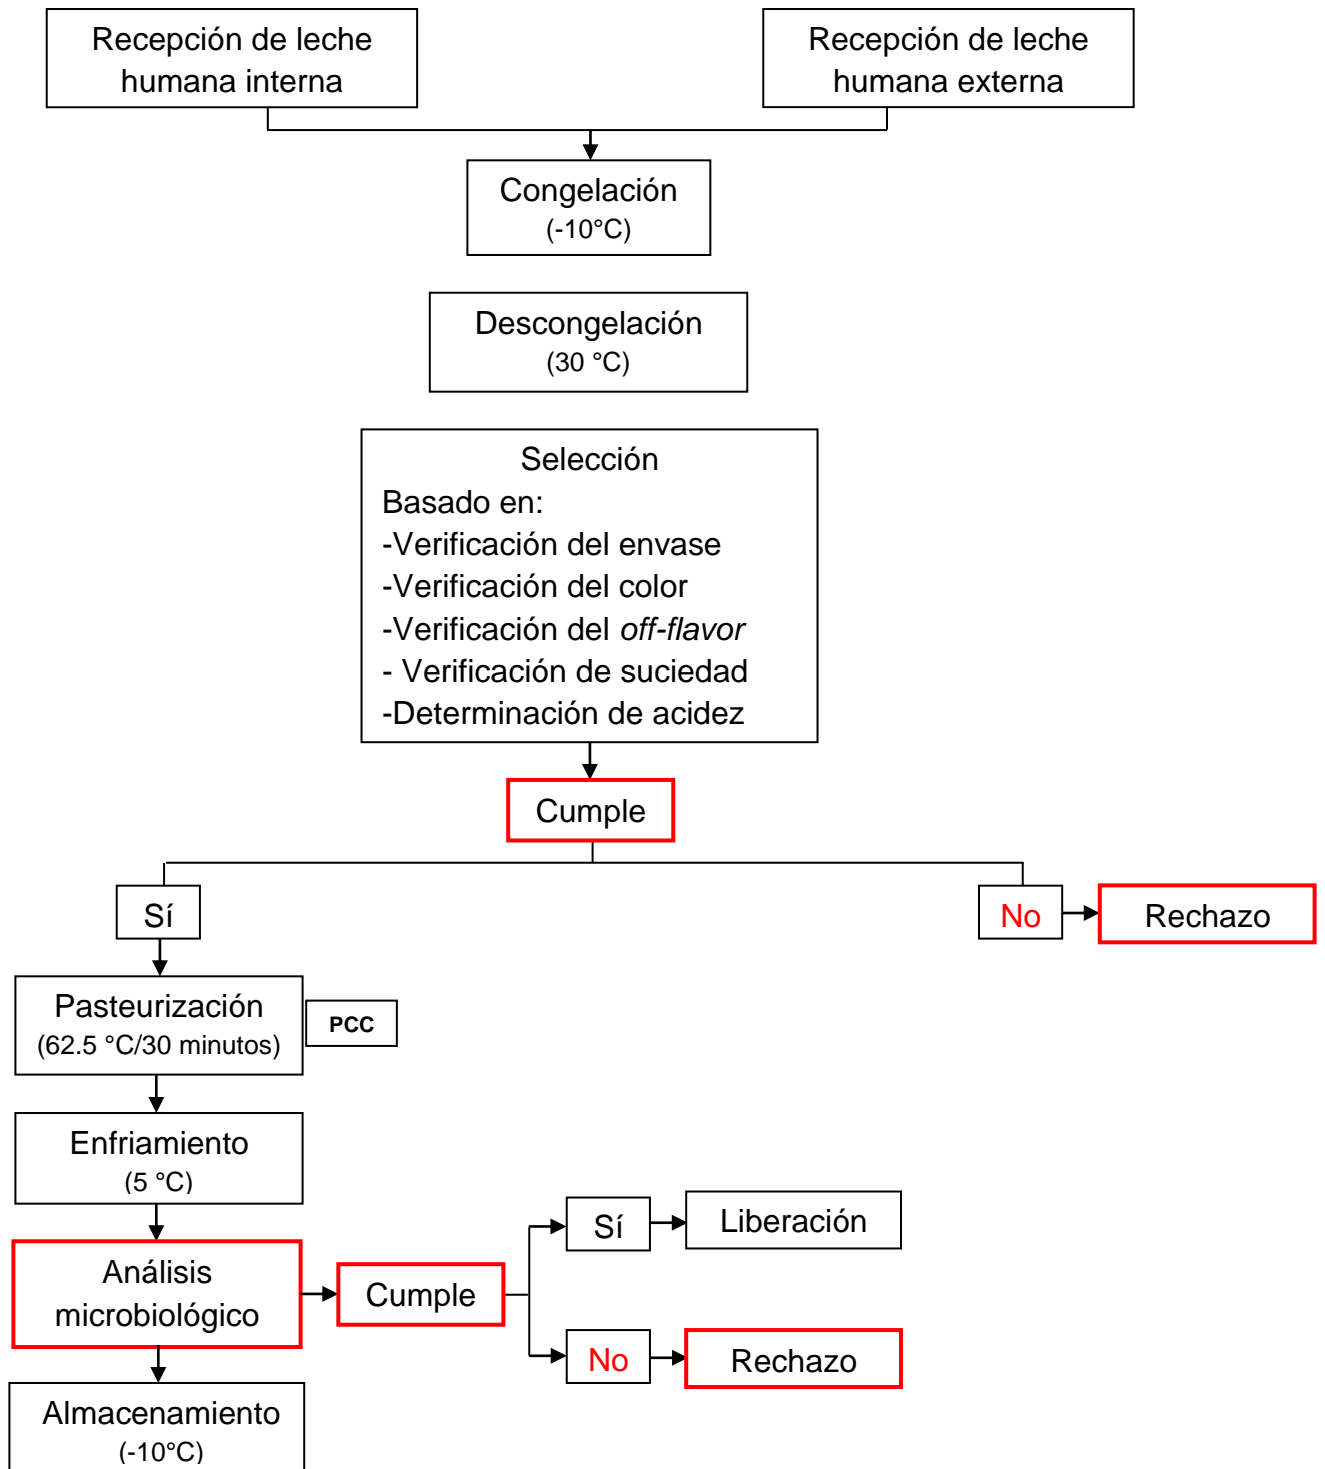 Recepción de leche
humana interna
Recepción de leche
humana externa
Congelación
(-10°C)
Descongelación
(30 °C)
Selección
Basado en:
-Verificación del envase
-Verificación del color
-Verificación del off-flavor
- Verificación de suciedad
-Determinación de acidez
Cumple
Sí
No
Rechazo
Pasteurización
(62.5 °C/30 minutos)
PCC
Enfriamiento
(5 °C)
Análisis
microbiológico
Cumple
Sí
Liberación
No
Rechazo
Almacenamiento
(-10°C)